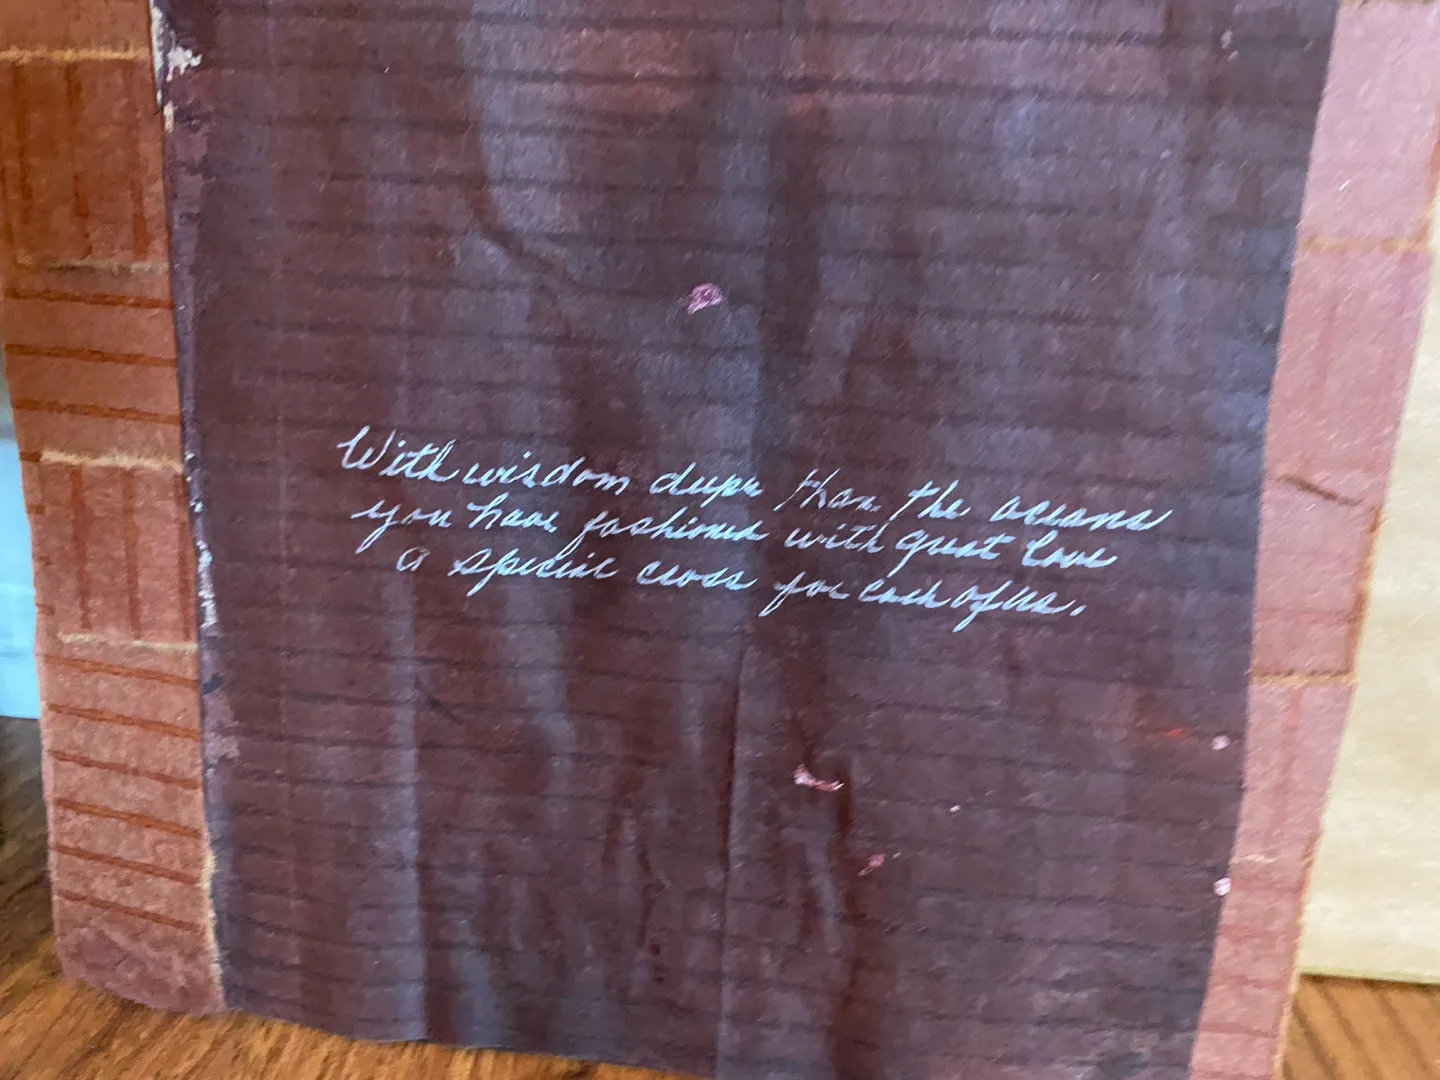 With wisdom deeper than the oceans
you have fashioned with great love
a special cross for each of us.